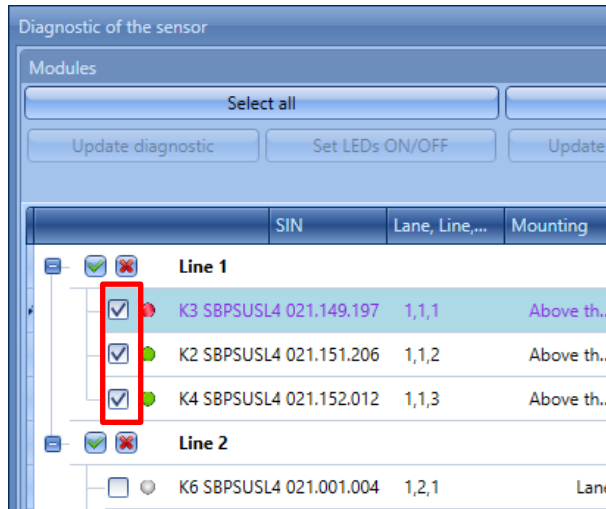 Diagnostic of the sensor
Modules
Select all
Update diagnostic Set LEDs ON/OFF Update
SIN Lane, Line,... Mounting
Line 1
K3 SBPSUSL4 021.149.197 1,1,1 Above th..
K2 SBPSUSL4 021.151.206 1,1,2 Above th..
K4 SBPSUSL4 021.152.012 1,1,3 Above th..
Line 2
K6 SBPSUSL4 021.001.004 1,2,1 Lane